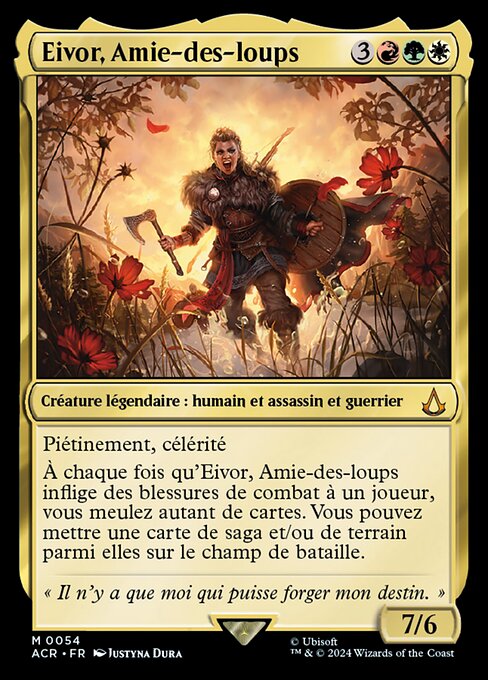 Eivor, Amie-des-loups 3
Créature légendaire : humain et assassin et guerrier
Piétinement, célérité
À chaque fois qu'Eivor, Amie-des-loups
inflige des blessures de combat à un joueur,
vous meulez autant de cartes. Vous pouvez
mettre une carte de saga et/ou de terrain
parmi elles sur le champ de bataille.
« Il n'y a que moi qui puisse forger mon destin. »
7/6
M 0054
ACR • FR Justyna Dura
© Ubisoft
™ & © 2024 Wizards of the Coast